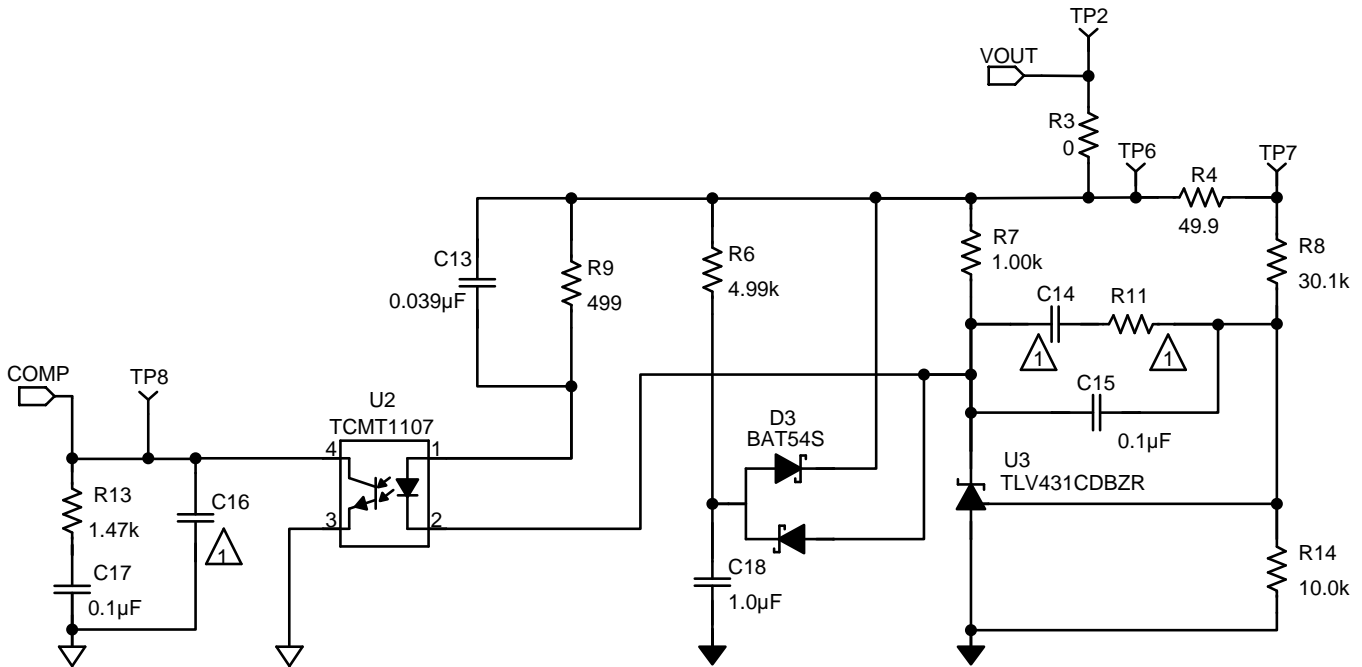 TP2
VOUT
R3
0
TP6
R4
49.9
TP7
C13
0.039µF
R9
499
R6
4.99k
R7
1.00k
R8
30.1k
C14
R11
1
1
COMP
TP8
U2
TCMT1107
C15
0.1µF
D3
BAT54S
4
1
U3
TLV431CDBZR
R13
1.47k
C16
1
3
2
C17
0.1µF
C18
1.0µF
R14
10.0k